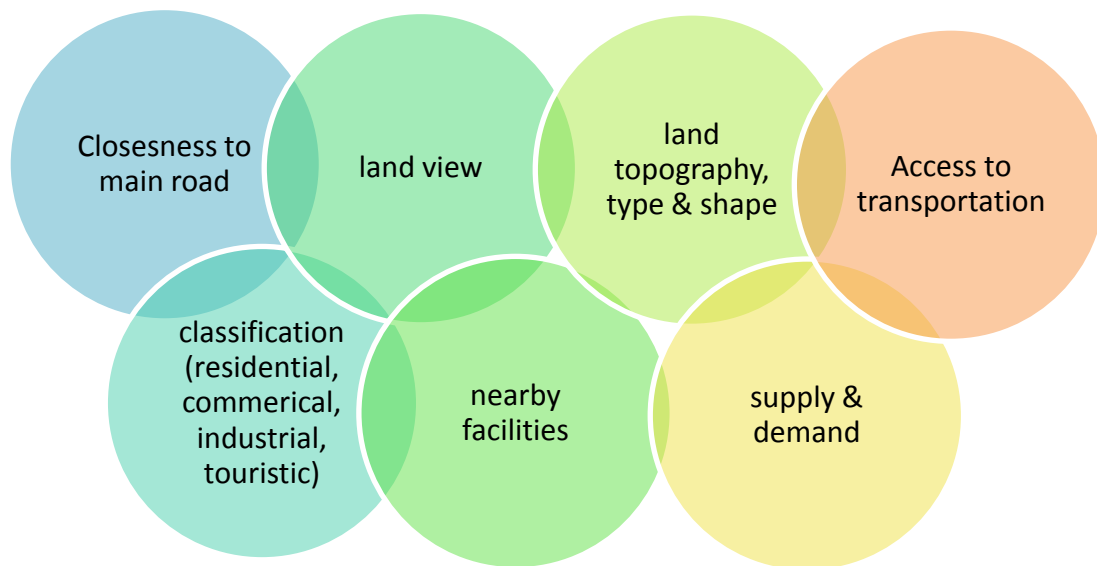 Closesness to
main road
land view
land
topography,
type & shape
Access to
transportation
classification
(residential,
commerical,
industrial,
touristic)
nearby
facilities
supply &
demand